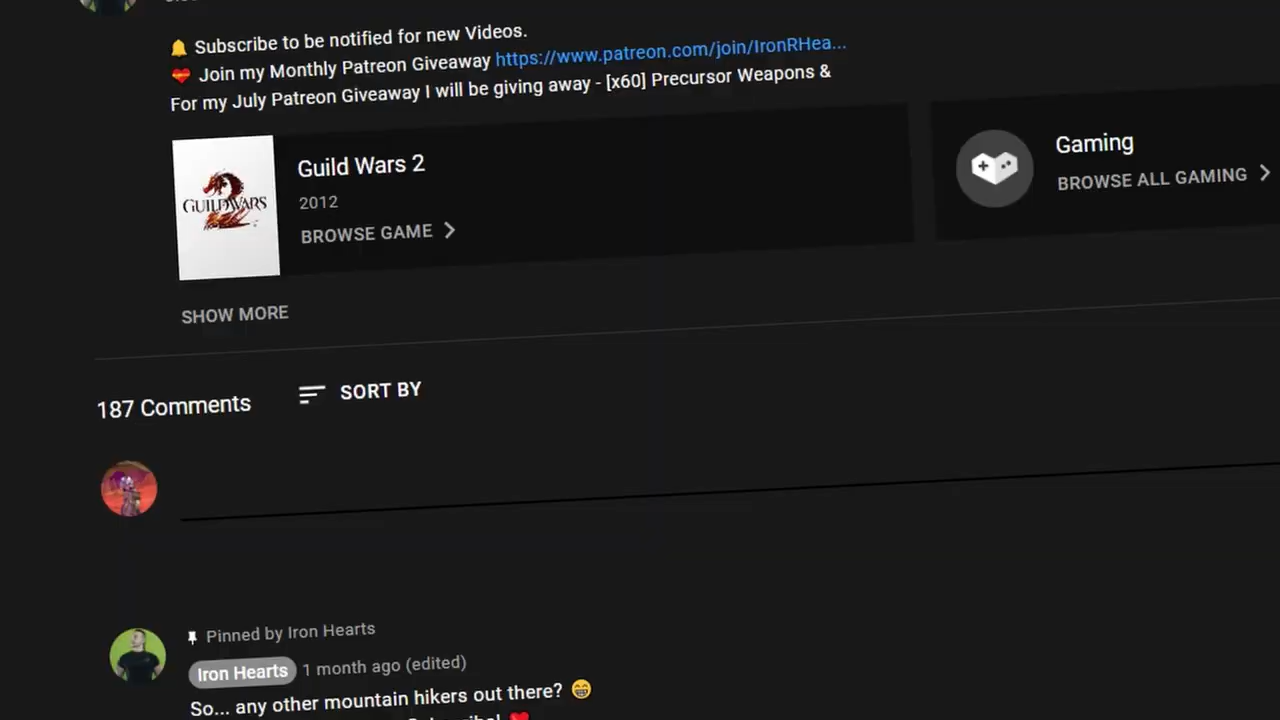 🔔 Subscribe to be notified for new Videos.
Join my Monthly Patreon Giveaway https://www.patreon.com/join/IronRHea...
For my July Patreon Giveaway I will be giving away - [x60] Precursor Weapons &
GUILD WARS
2
Guild Wars 2
2012
BROWSE GAME
Gaming
BROWSE ALL GAMING
SHOW MORE
187 Comments
SORT BY
Pinned by Iron Hearts
Iron Hearts 1 month ago (edited)
So... any other mountain hikers out there? 😁